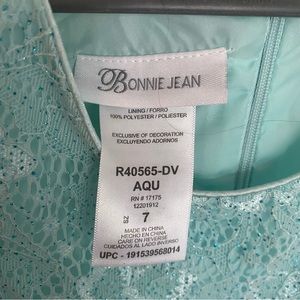 BONNIE JEAN
LINING / FORRO
100% POLYESTER / POLIESTER
EXCLUSIVE OF DECORATION
EXCLUYENDO ADORNOS
R40565-DV
AQU
RN # 17175
12201912
SZ 7
MADE IN CHINA
HECHO EN CHINA
CARE ON REVERSE
CUIDADOS AL LADO INVERSO
UPC - 191539568014